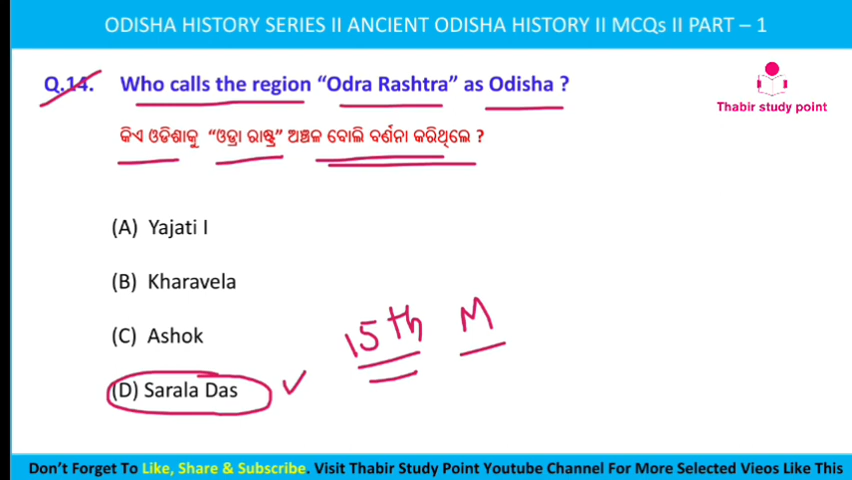 ODISHA HISTORY SERIES II ANCIENT ODISHA HISTORY II MCQs II PART – 1
Q.14. Who calls the region “Odra Rashtra” as Odisha ?
Thabir study point
କିଏ ଓଡିଶାକୁ “ଓଡ୍ରା ରାଷ୍ଟ୍ର” ଅଞ୍ଚଳ ବୋଲି ବର୍ଣନା କରିଥିଲେ ?
(A) Yajati I
(B) Kharavela
(C) Ashok
(D) Sarala Das
15th M
Don’t Forget To Like, Share & Subscribe. Visit Thabir Study Point Youtube Channel For More Selected Vieos Like This